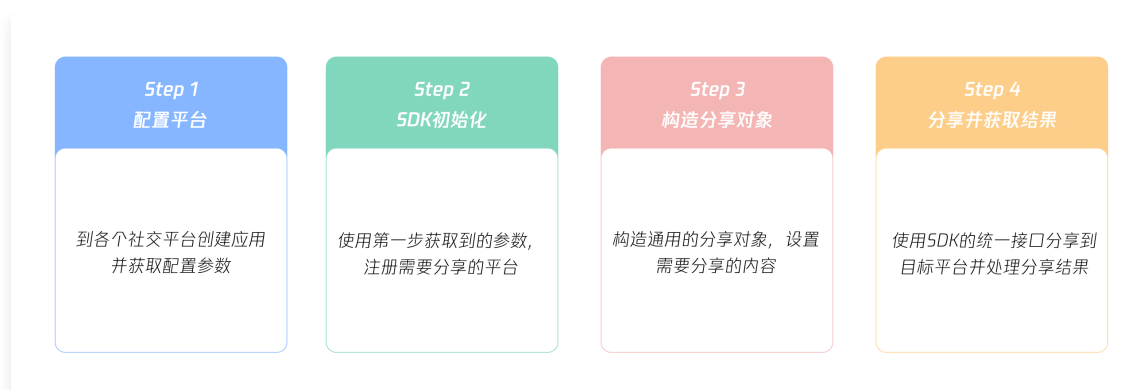 Step 1
配置平台
到各个社交平台创建应用
并获取配置参数
Step 2
SDK初始化
使用第一步获取到的参数，
注册需要分享的平台
Step 3
构造分享对象
构造通用的分享对象，设置
需要分享的内容
Step 4
分享并获取结果
使用SDK的统一接口分享到
目标平台并处理分享结果